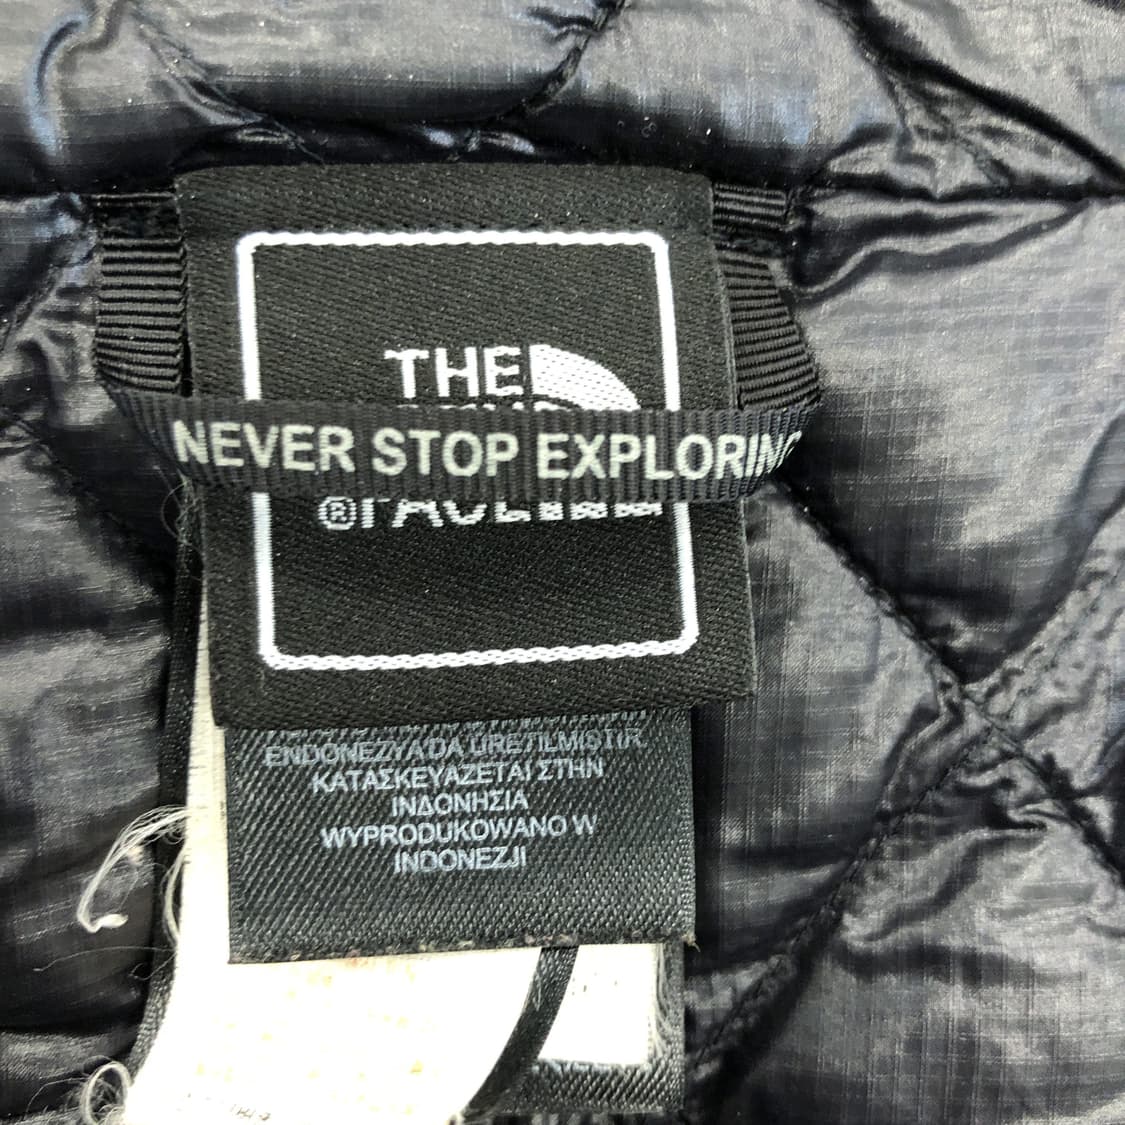 THE
NEVER STOP EXPLORING
®
ENDONEZYA'DA ÜRETILMIŞTIR.
ΚΑΤΑΣΚΕΥΑΖΕΤΑΙ ΣΤΗΝ
ΙΝΔΟΝΗΣΙΑ
WYPRODUKOWANO W
INDONEZJI